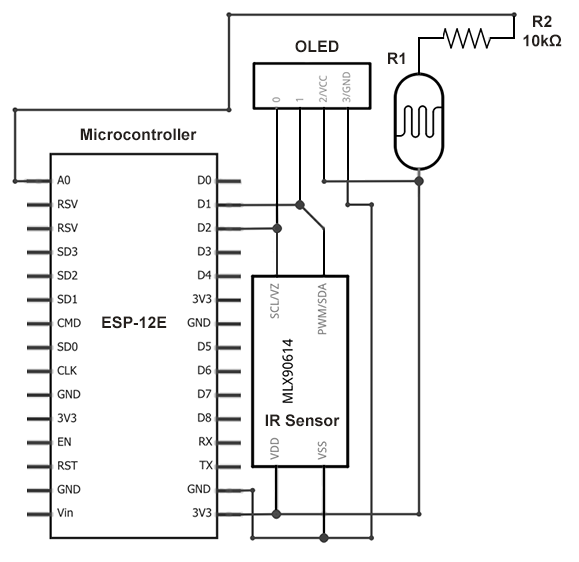 R2
10kΩ
OLED
R1
0
1
2/VCC
3/GND
Microcontroller
A0
RSV
RSV
SD3
SD2
SD1
CMD
SD0
CLK
GND
3V3
EN
RST
GND
Vin
ESP-12E
D0
D1
D2
D3
D4
3V3
GND
D5
D6
D7
D8
RX
TX
GND
3V3
SCL/VZ
PWM/SDA
MLX90614
IR Sensor
VDD
VSS